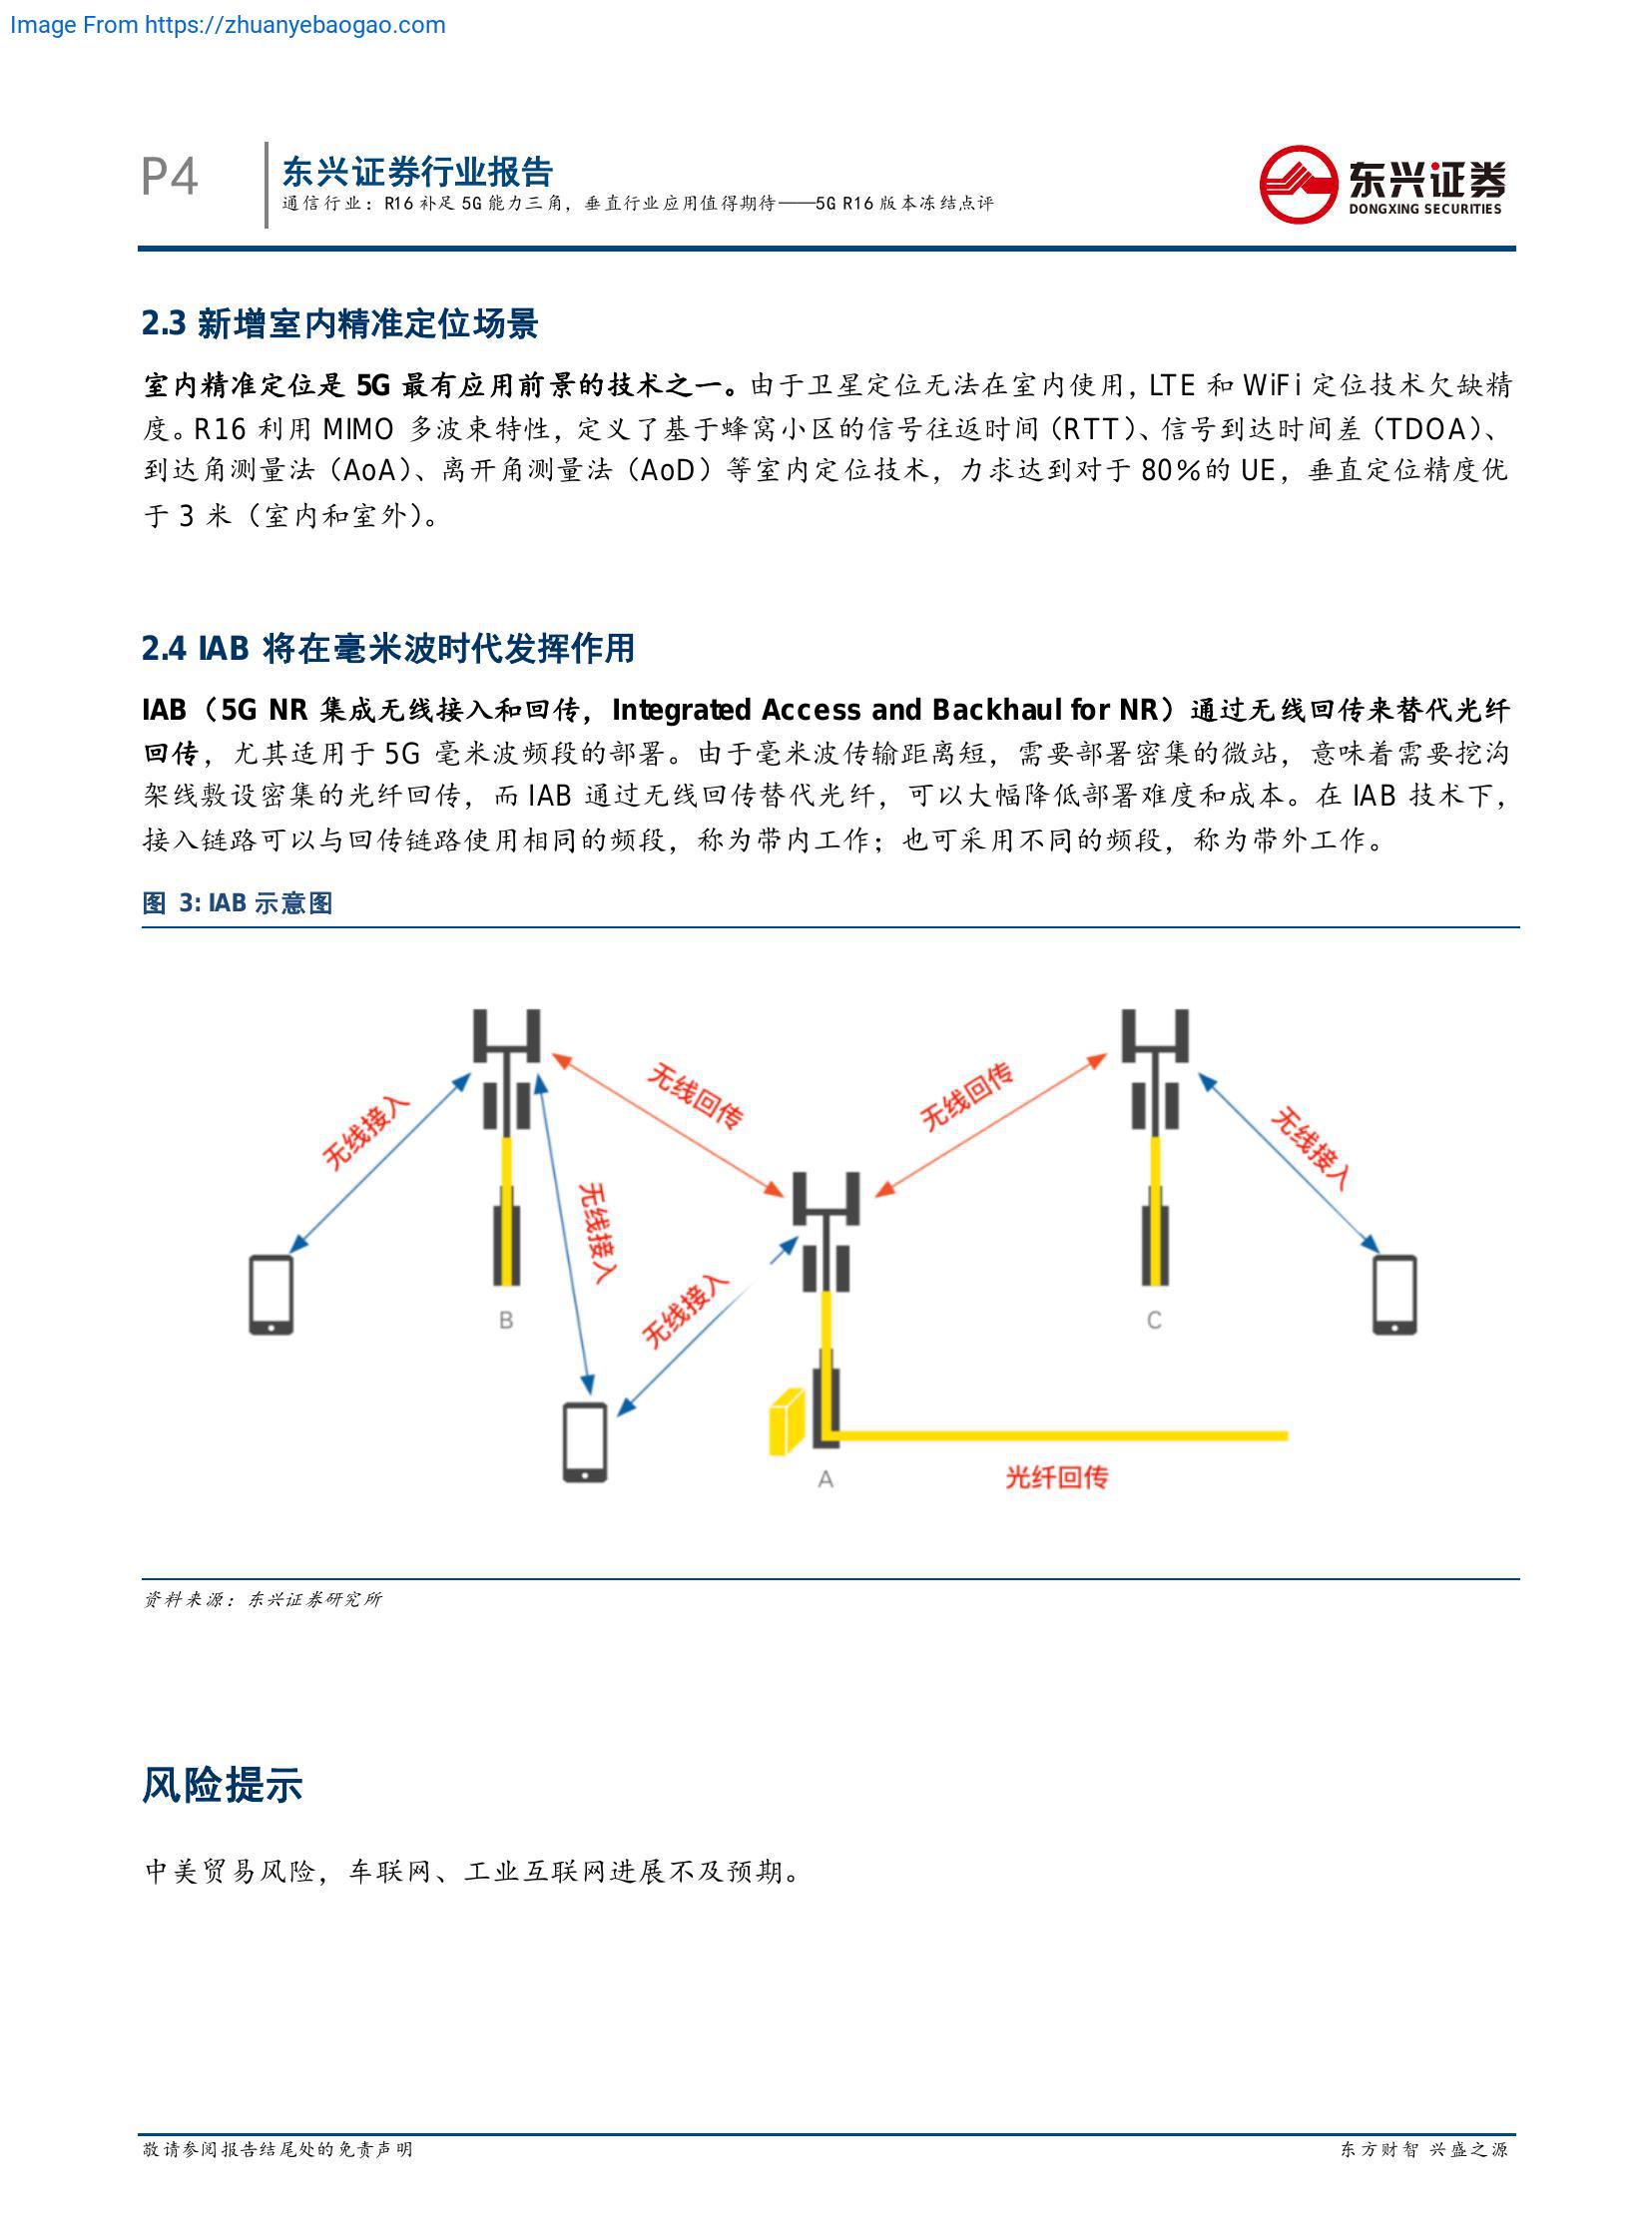 Image From https://zhuanyebaogao.com
P4
东兴证券行业报告
通信行业：R16 补足 5G 能力三角，垂直行业应用值得期待——5G R16 版本冻结点评
东兴证券
DONGXING SECURITIES
2.3 新增室内精准定位场景
室内精准定位是 5G 最有应用前景的技术之一。由于卫星定位无法在室内使用，LTE 和 WiFi 定位技术欠缺精
度。R16 利用 MIMO 多波束特性，定义了基于蜂窝小区的信号往返时间（RTT）、信号到达时间差（TDOA）、
到达角测量法（AoA）、离开角测量法（AoD）等室内定位技术，力求达到对于 80%的 UE，垂直定位精度优
于 3 米（室内和室外）。
2.4 IAB 将在毫米波时代发挥作用
IAB（5G NR 集成无线接入和回传，Integrated Access and Backhaul for NR）通过无线回传来替代光纤
回传，尤其适用于 5G 毫米波频段的部署。由于毫米波传输距离短，需要部署密集的微站，意味着需要挖沟
架线敷设密集的光纤回传，而 IAB 通过无线回传替代光纤，可以大幅降低部署难度和成本。在 IAB 技术下，
接入链路可以与回传链路使用相同的频段，称为带内工作；也可采用不同的频段，称为带外工作。
图 3: IAB 示意图
无线接入
无线回传
无线回传
无线接入
无线接入
无线接入
B
C
A
光纤回传
资料来源：东兴证券研究所
风险提示
中美贸易风险，车联网、工业互联网进展不及预期。
敬请参阅报告结尾处的免责声明
东方财智 兴盛之源